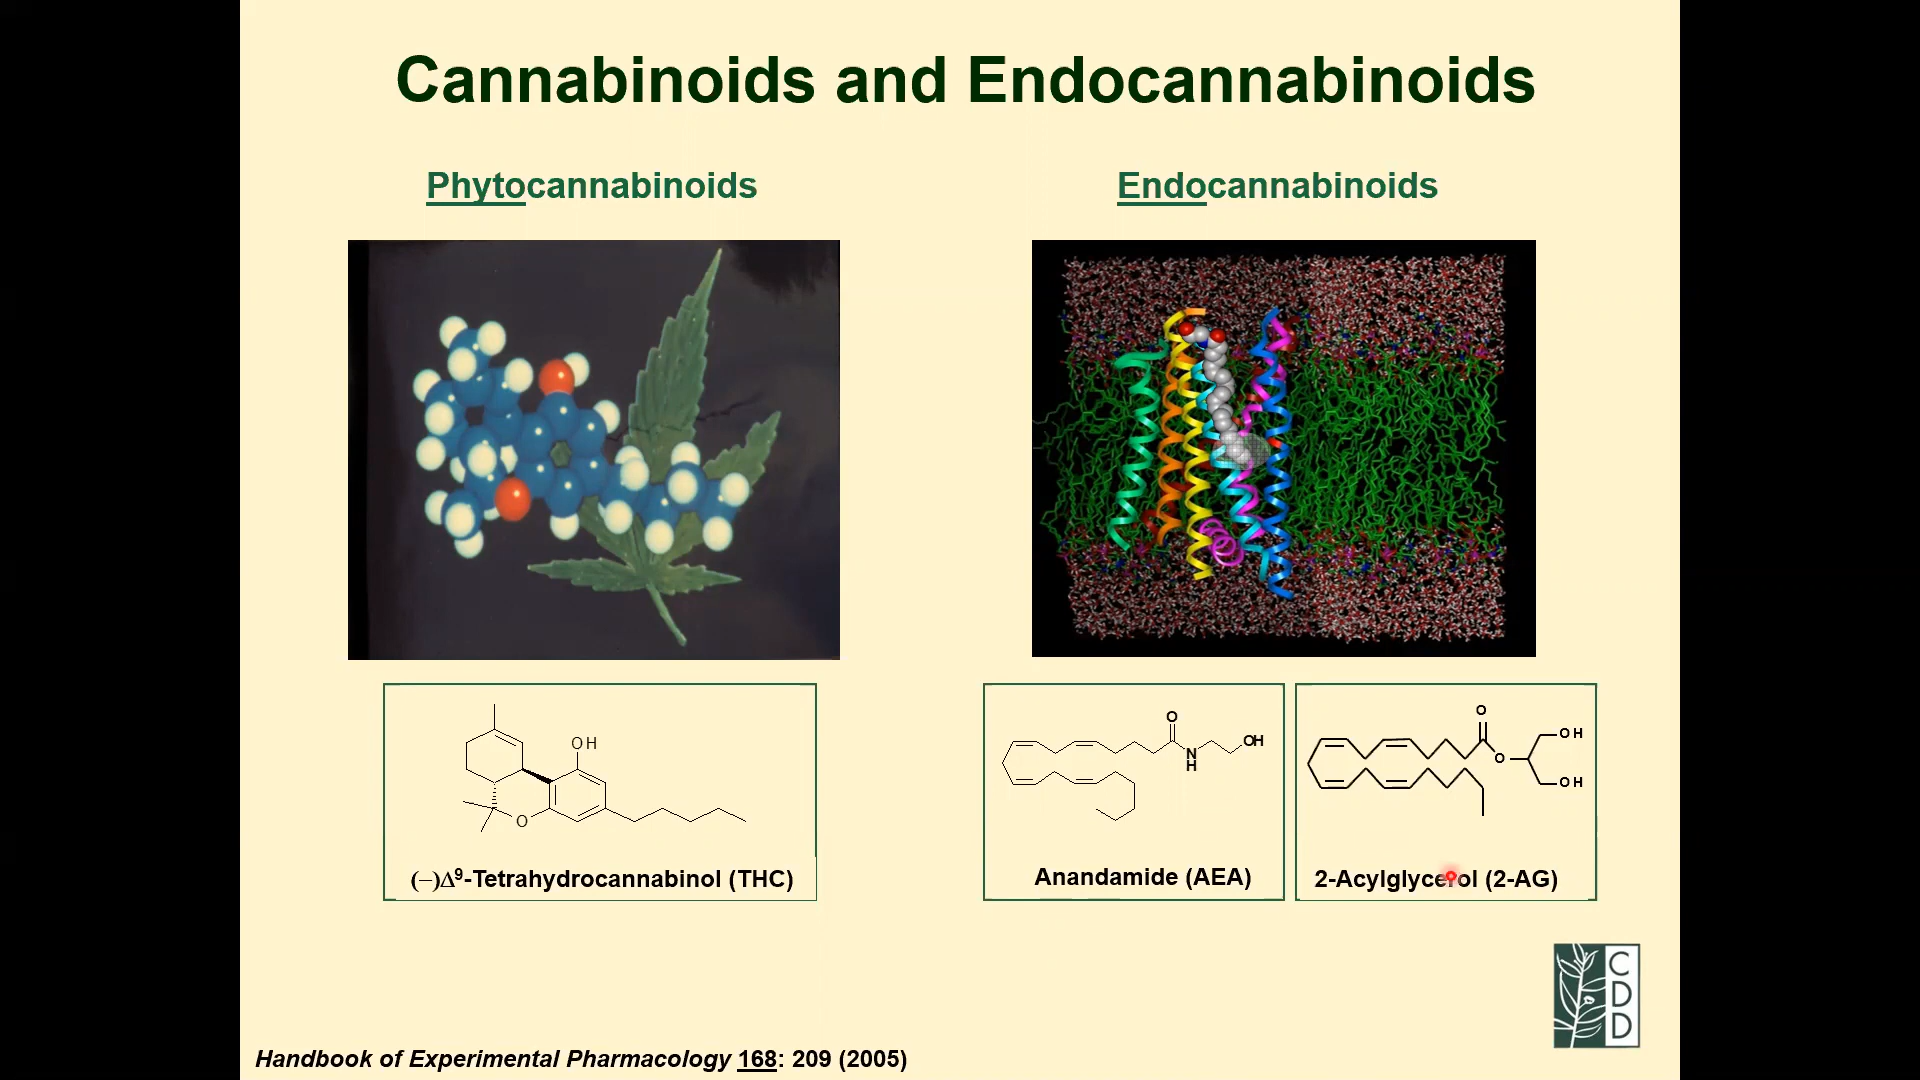 Cannabinoids and Endocannabinoids
Phytocannabinoids
Endocannabinoids
OH
O
(−)Δ⁹-Tetrahydrocannabinol (THC)
O
N
H
OH
Anandamide (AEA)
O
O
OH
OH
2-Acylglycerol (2-AG)
C
D
D
Handbook of Experimental Pharmacology 168: 209 (2005)